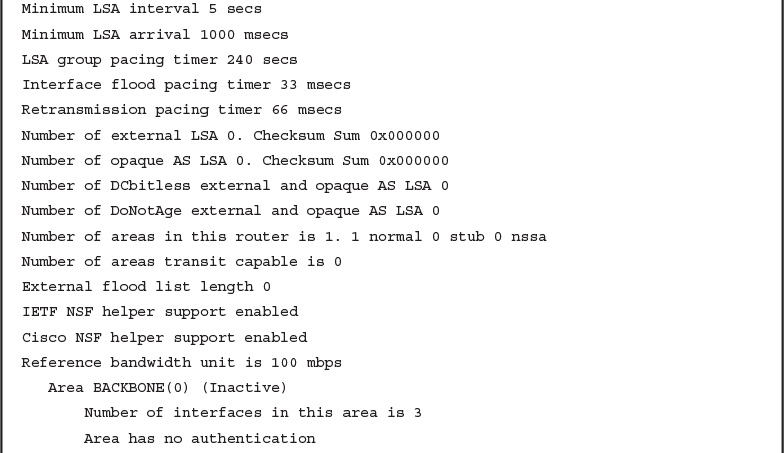 Minimum LSA interval 5 secs
Minimum LSA arrival 1000 msecs
LSA group pacing timer 240 secs
Interface flood pacing timer 33 msecs
Retransmission pacing timer 66 msecs
Number of external LSA 0. Checksum Sum 0x000000
Number of opaque AS LSA 0. Checksum Sum 0x000000
Number of DCbitless external and opaque AS LSA 0
Number of DoNotAge external and opaque AS LSA 0
Number of areas in this router is 1. 1 normal 0 stub 0 nssa
Number of areas transit capable is 0
External flood list length 0
IETF NSF helper support enabled
Cisco NSF helper support enabled
Reference bandwidth unit is 100 mbps
Area BACKBONE(0) (Inactive)
Number of interfaces in this area is 3
Area has no authentication